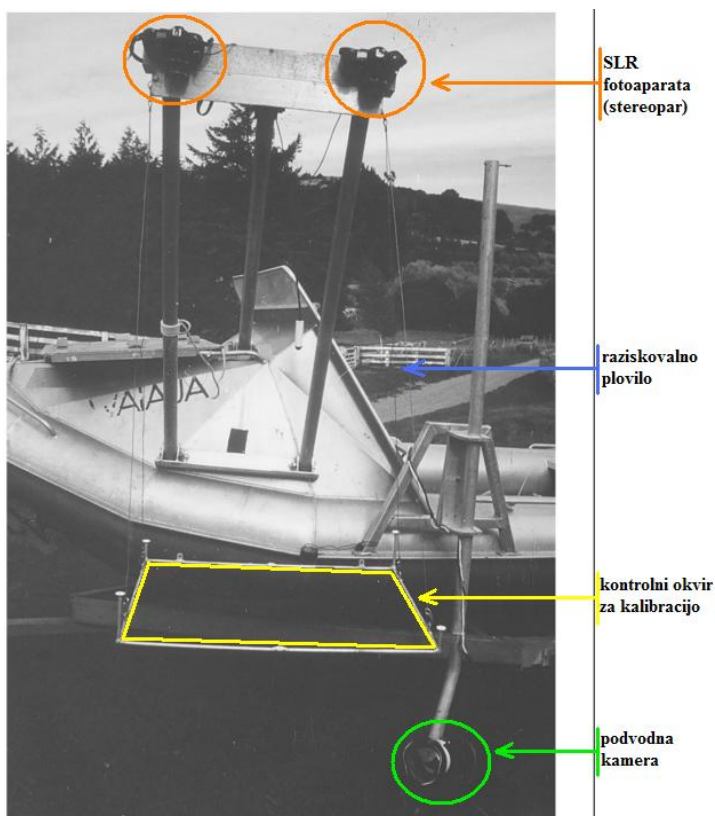 SLR
fotoaparata
(stereopar)
raziskovalno
plovilo
kontrolni okvir
za kalibracijo
podvodna
kamera